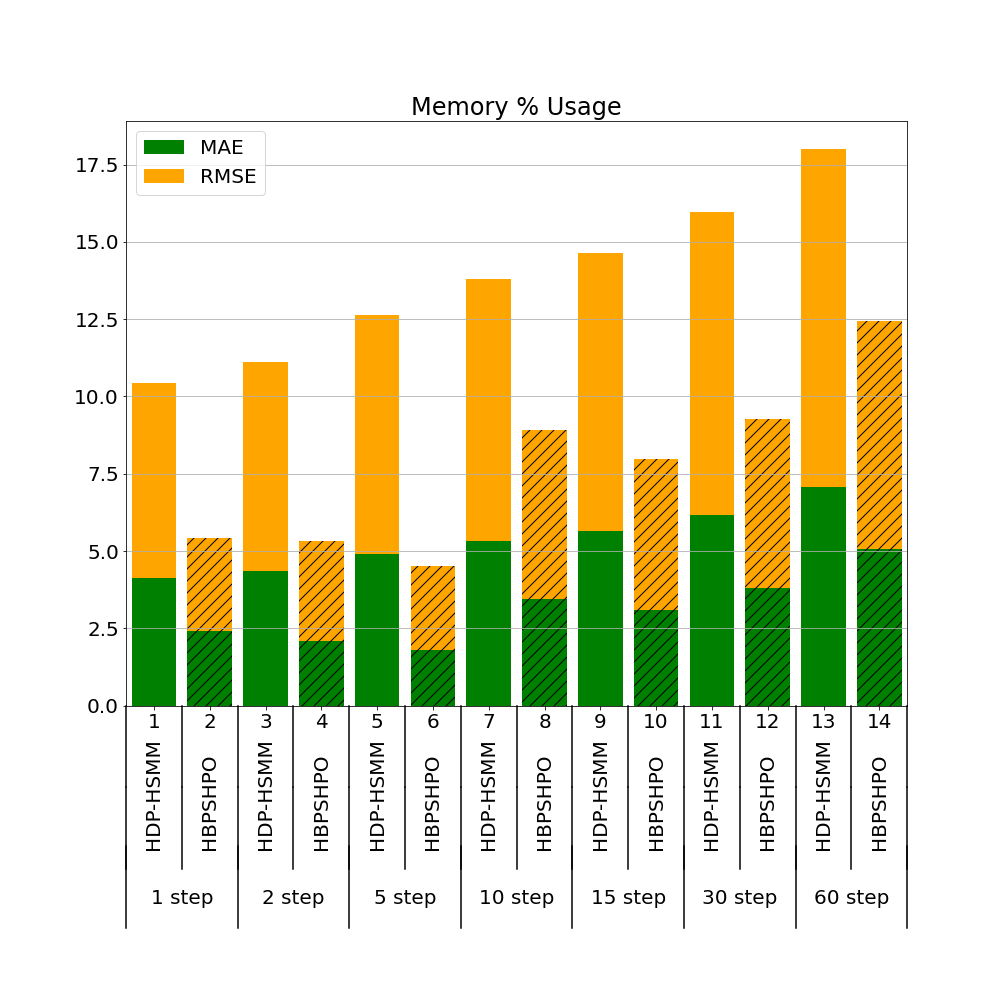 Memory % Usage
MAE
RMSE
17.5
15.0
12.5
10.0
7.5
5.0
2.5
0.0
1 2 3 4 5 6 7 8 9 10 11 12 13 14
HDP-HSMM HBPSHPO HDP-HSMM HBPSHPO HDP-HSMM HBPSHPO HDP-HSMM HBPSHPO HDP-HSMM HBPSHPO HDP-HSMM HBPSHPO HDP-HSMM HBPSHPO
1 step 2 step 5 step 10 step 15 step 30 step 60 step